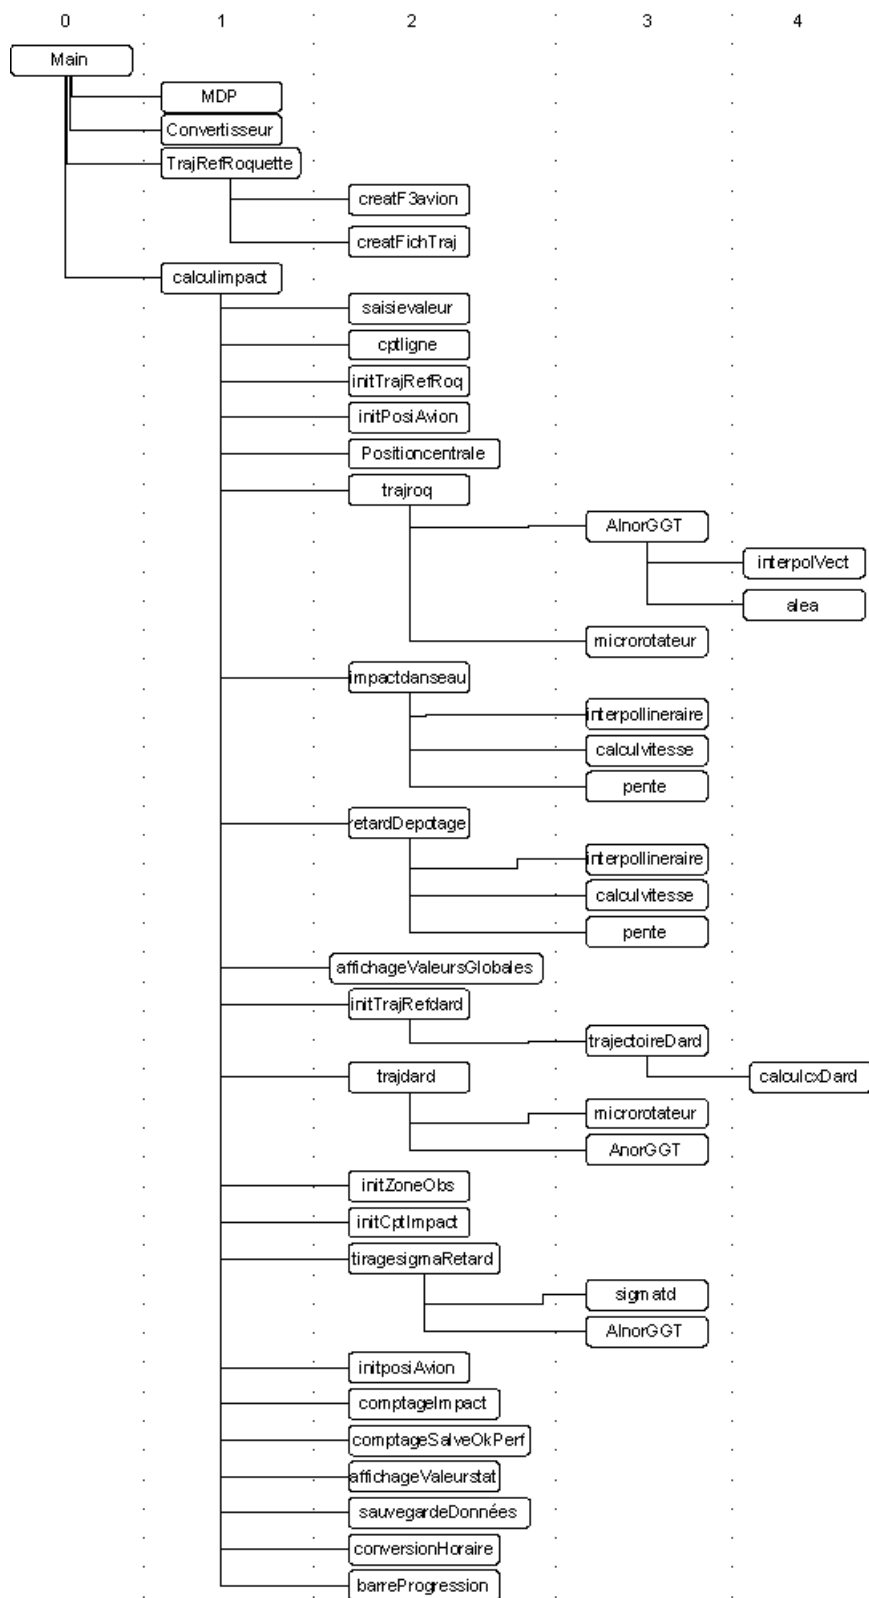 0 1 2 3 4
Main
MDP
Convertisseur
TrajRefRoquette
creatF3avion
creatFichTraj
calculimpact
saisievaleur
cptligne
initTrajRefRoq
initPosiAvion
Positioncentrale
trajroq
AlnorGGT
interpolVect
alea
microrotateur
impactdanseau
interpollineraire
calculvitesse
pente
retardDepotage
interpollineraire
calculvitesse
pente
affichageValeursGlobales
initTrajRefdard
trajectoireDard
calculcxDard
trajdard
microrotateur
AnorGGT
initZoneObs
initCptImpact
tiragesigmaRetard
sigmatd
AlnorGGT
initposiAvion
comptageImpact
comptageSalveOkPerf
affichageValeurstat
sauvegardeDonnées
conversionHoraire
barreProgression